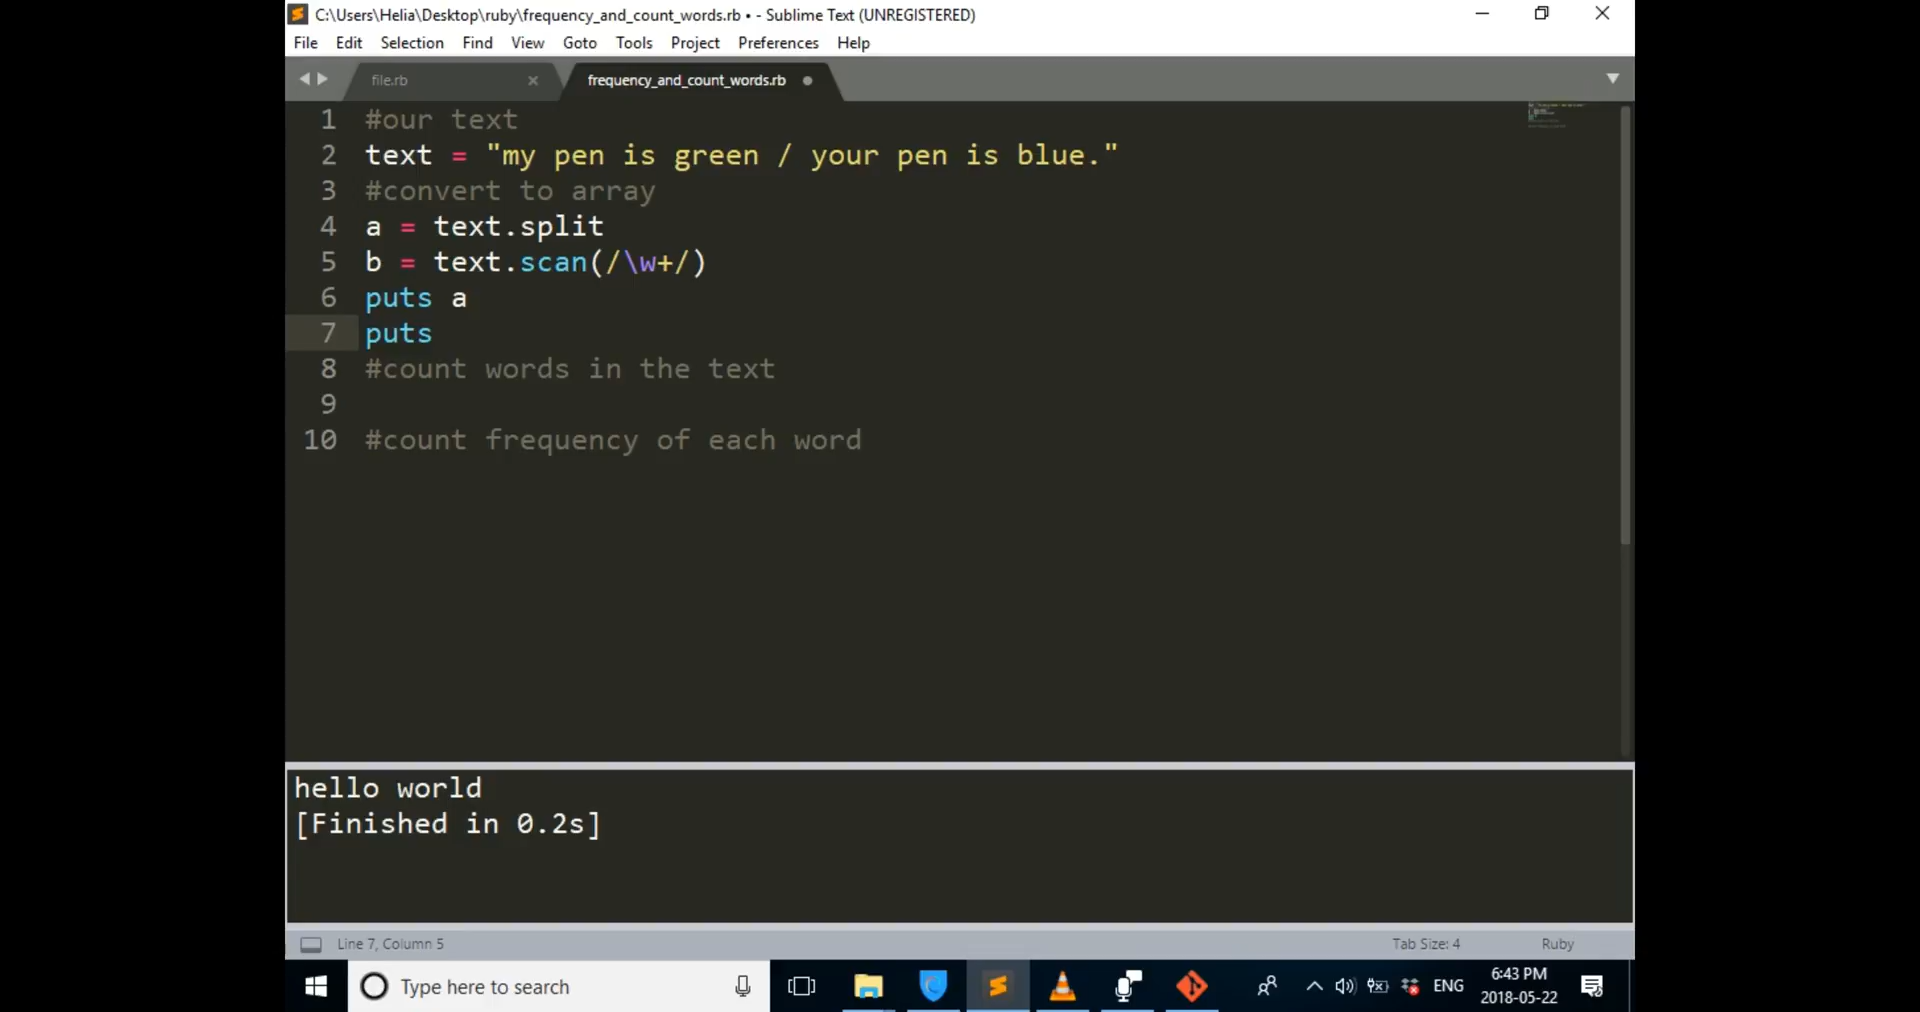 C:\Users\Helia\Desktop\ruby\frequency_and_count_words.rb • - Sublime Text (UNREGISTERED)
File Edit Selection Find View Goto Tools Project Preferences Help
file.rb frequency_and_count_words.rb
1 #our text
2 text = "my pen is green / your pen is blue."
3 #convert to array
4 a = text.split
5 b = text.scan(/\w+/)
6 puts a
7 puts
8 #count words in the text
9
10 #count frequency of each word
hello world
[Finished in 0.2s]
Line 7, Column 5 Tab Size: 4 Ruby
Type here to search ENG 6:43 PM
2018-05-22